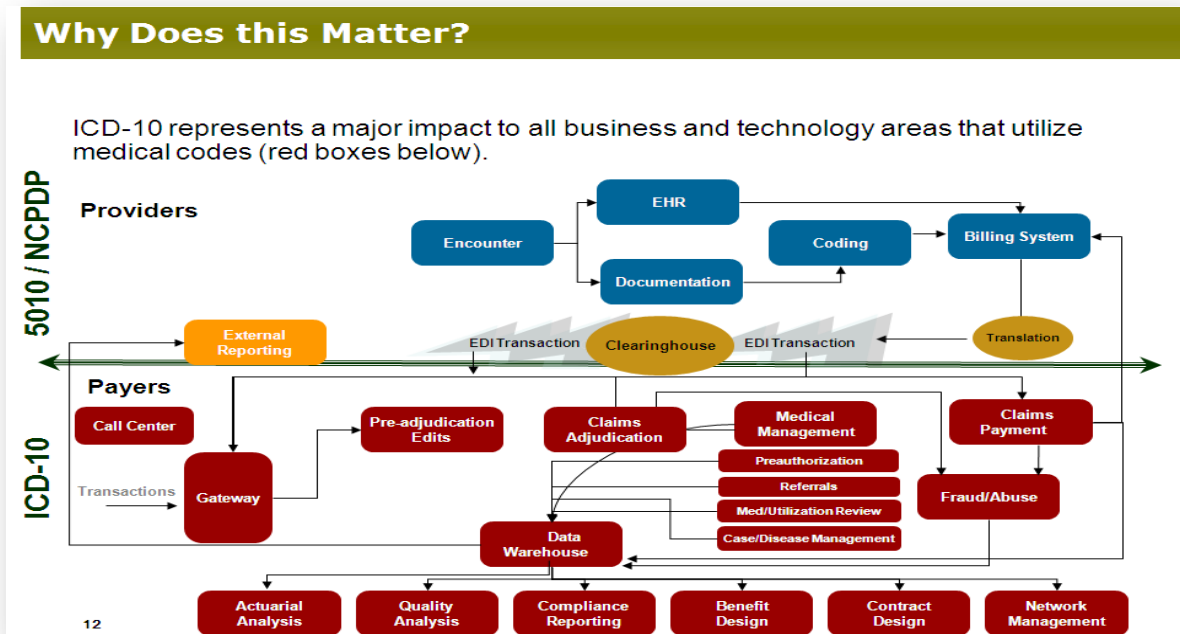 Why Does this Matter?
ICD-10 represents a major impact to all business and technology areas that utilize
medical codes (red boxes below).
5010 / NCPDP
Providers
EHR
Encounter
Coding
Billing System
Documentation
External
Reporting
EDI Transaction
Clearinghouse
EDI Transaction
Translation
Payers
ICD-10
Call Center
Pre-adjudication
Edits
Claims
Adjudication
Medical
Management
Claims
Payment
Preauthorization
Transactions
Gateway
Referrals
Fraud/Abuse
Med/Utilization Review
Data
Warehouse
Case/Disease Management
Actuarial
Analysis
Quality
Analysis
Compliance
Reporting
Benefit
Design
Contract
Design
Network
Management
12